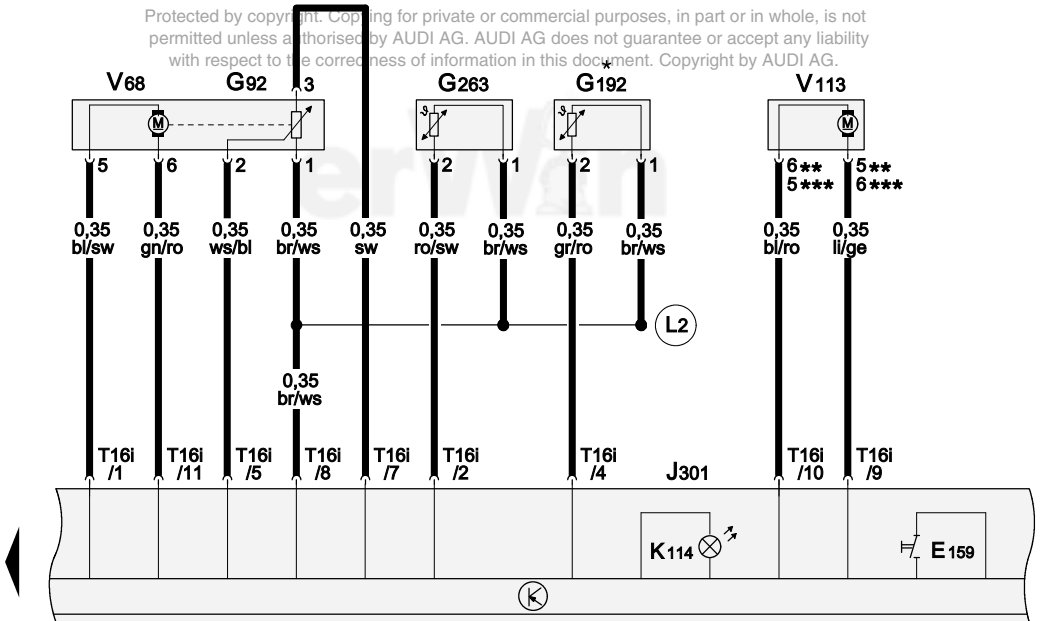 Protected by copyright. Copying for private or commercial purposes, in part or in whole, is not
permitted unless authorised by AUDI AG. AUDI AG does not guarantee or accept any liability
with respect to the correctness of information in this document. Copyright by AUDI AG.
V68 G92 3 G263 G192* V113
M M
5 6 2 1 2 1 2 1 6** 5**
5*** 6***
erWin
0,35 0,35 0,35 0,35 0,35 0,35 0,35 0,35 0,35 0,35 0,35
bl/sw gn/ro ws/bl br/ws sw ro/sw br/ws gr/ro br/ws bl/ro li/ge
L2
0,35
br/ws
T16i T16i T16i T16i T16i T16i T16i J301 T16i T16i
/1 /11 /5 /8 /7 /2 /4 /10 /9
K114 E159